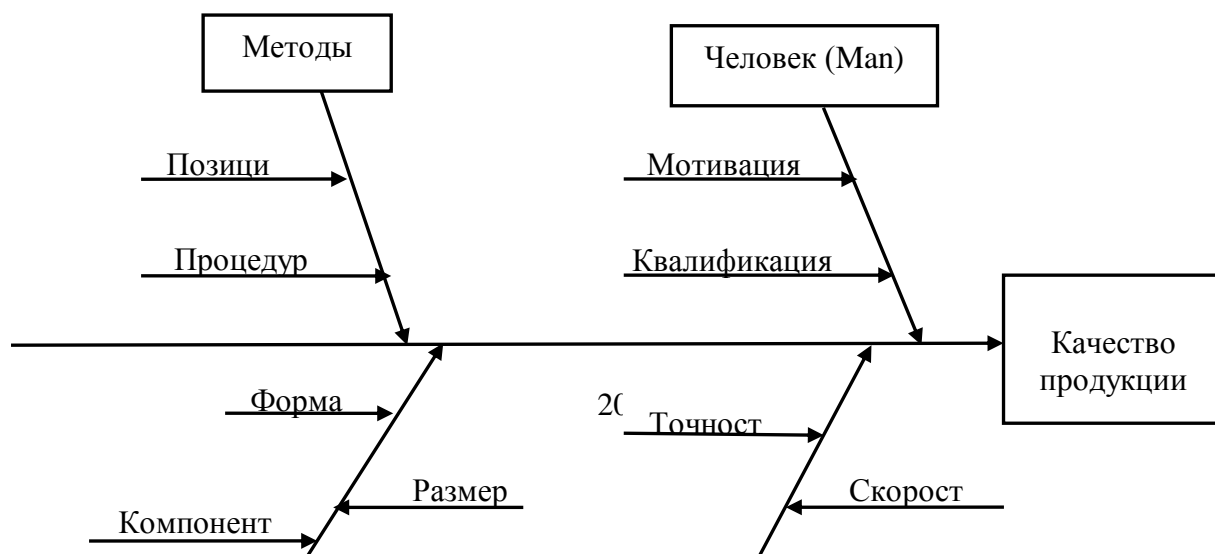 Методы
Человек (Man)
Позици
Мотивация
Процедур
Квалификация
Качество
продукции
Форма
Точност
Размер
Скорост
Компонент